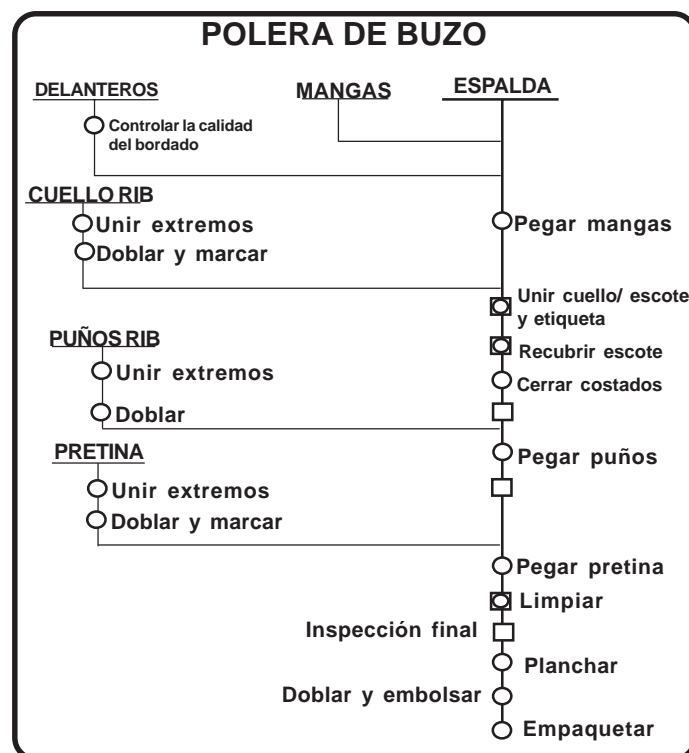 POLERA DE BUZO
DELANTEROS
MANGAS
ESPALDA
Controlar la calidad
del bordado
CUELLO RIB
Unir extremos
Doblar y marcar
Pegar mangas
Unir cuello/ escote
y etiqueta
PUÑOS RIB
Recubrir escote
Unir extremos
Cerrar costados
Doblar
PRETINA
Pegar puños
Unir extremos
Doblar y marcar
Pegar pretina
Limpiar
Inspección final
Planchar
Doblar y embolsar
Empaquetar